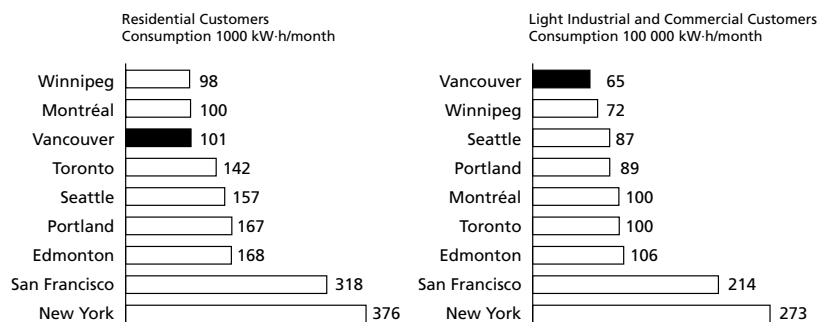 Residential Customers
Consumption 1000 kW·h/month
Winnipeg 98
Montréal 100
Vancouver 101
Toronto 142
Seattle 157
Portland 167
Edmonton 168
San Francisco 318
New York 376
Light Industrial and Commercial Customers
Consumption 100 000 kW·h/month
Vancouver 65
Winnipeg 72
Seattle 87
Portland 89
Montréal 100
Toronto 100
Edmonton 106
San Francisco 214
New York 273